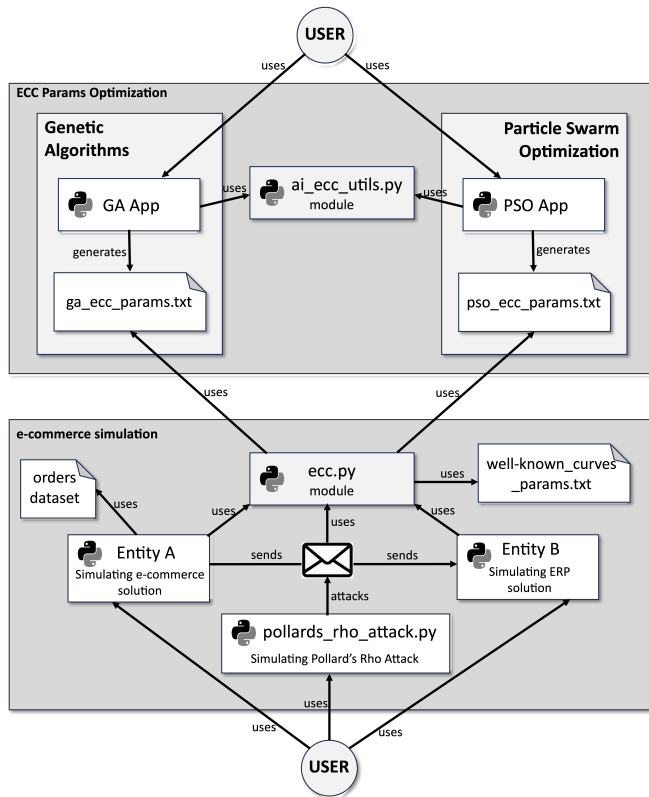 USER
uses
uses
ECC Params Optimization
Genetic
Algorithms
Particle Swarm
Optimization
GA App
uses
ai_ecc_utils.py
module
uses
PSO App
generates
generates
ga_ecc_params.txt
pso_ecc_params.txt
uses
uses
e-commerce simulation
orders
dataset
uses
ecc.py
module
uses
well-known_curves
_params.txt
uses
uses
uses
Entity A
Simulating e-commerce
solution
sends
sends
Entity B
Simulating ERP
solution
attacks
pollards_rho_attack.py
Simulating Pollard's Rho Attack
uses
uses
uses
USER